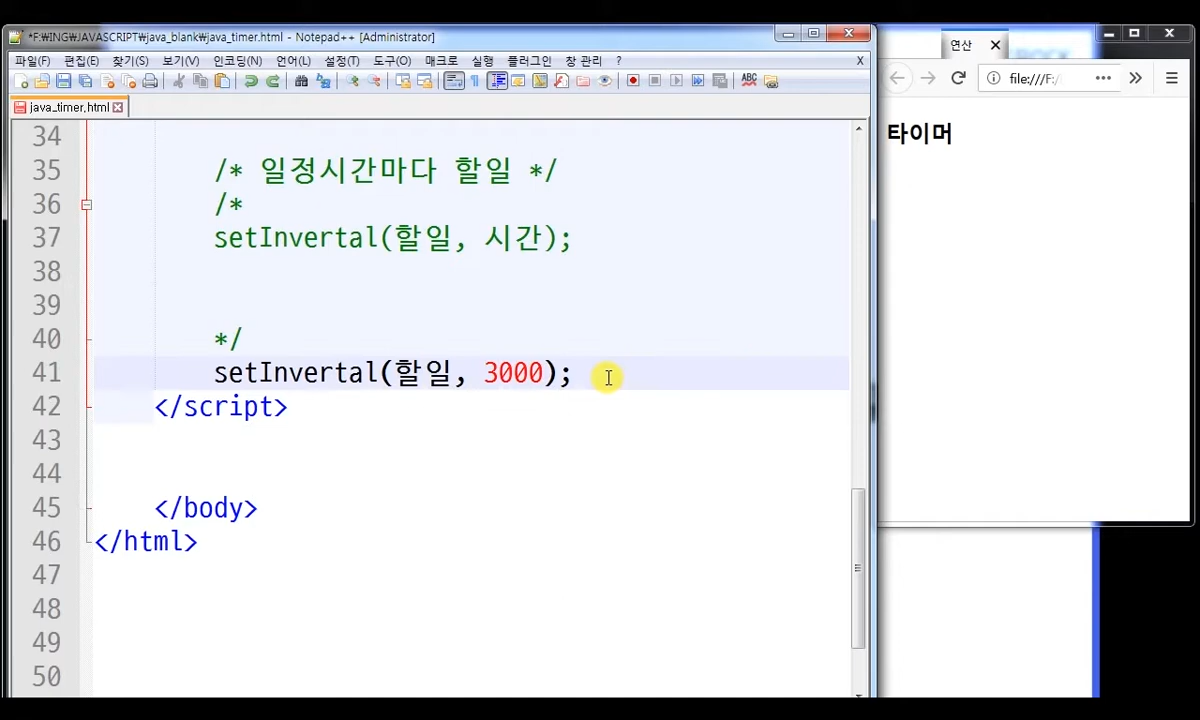 *F:₩ING₩JAVASCRIPT₩java_blank₩java_timer.html - Notepad++ [Administrator]
파일(F) 편집(E) 찾기(S) 보기(V) 인코딩(N) 언어(L) 설정(T) 도구(O) 매크로 실행 플러그인 창 관리 ? X
java_timer.html
34
35 /* 일정시간마다 할일 */
36 /*
37 setInvertal(할일, 시간);
38
39
40 */
41 setInvertal(할일, 3000);
42 </script>
43
44
45 </body>
46 </html>
47
48
49
50
연산
file:///F:/
타이머